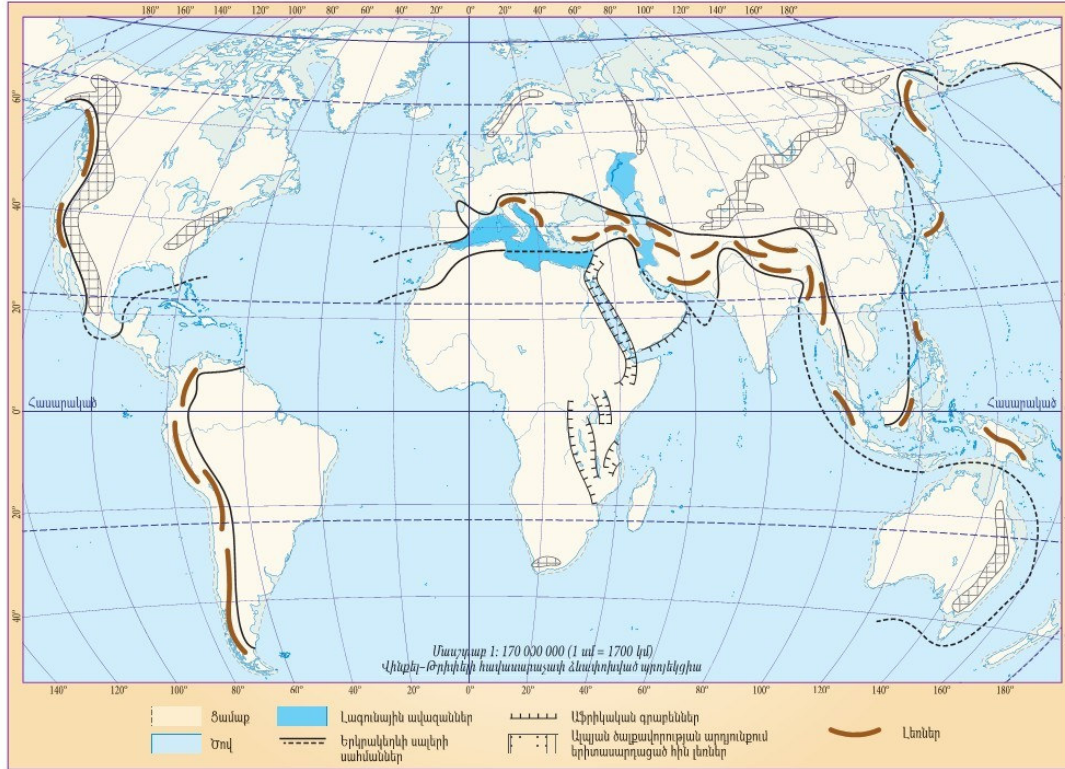 180° 160° 140° 120° 100° 80° 60° 40° 20° 0° 20° 40° 60° 80° 100° 120° 140° 160° 180°
60°
40°
20°
Հասարակած 0° Հասարակած
20°
40°
Մասշտաբ 1: 170 000 000 (1 սմ = 1700 կմ)
Վինքել-Թրիփելի հավասարաչափ ձևափոխված պրոյեկցիա
140° 120° 100° 80° 60° 40° 20° 0° 20° 40° 60° 80° 100° 120° 140° 160° 180°
Ցամաք
Ծով
Լագունային ավազաններ
Երկրակեղևի սալերի
սահմաններ
Աֆրիկական գրաբեններ
Ալպյան ծալքավորության արդյունքում
երիտասարդացած հին լեռներ
Լեռներ